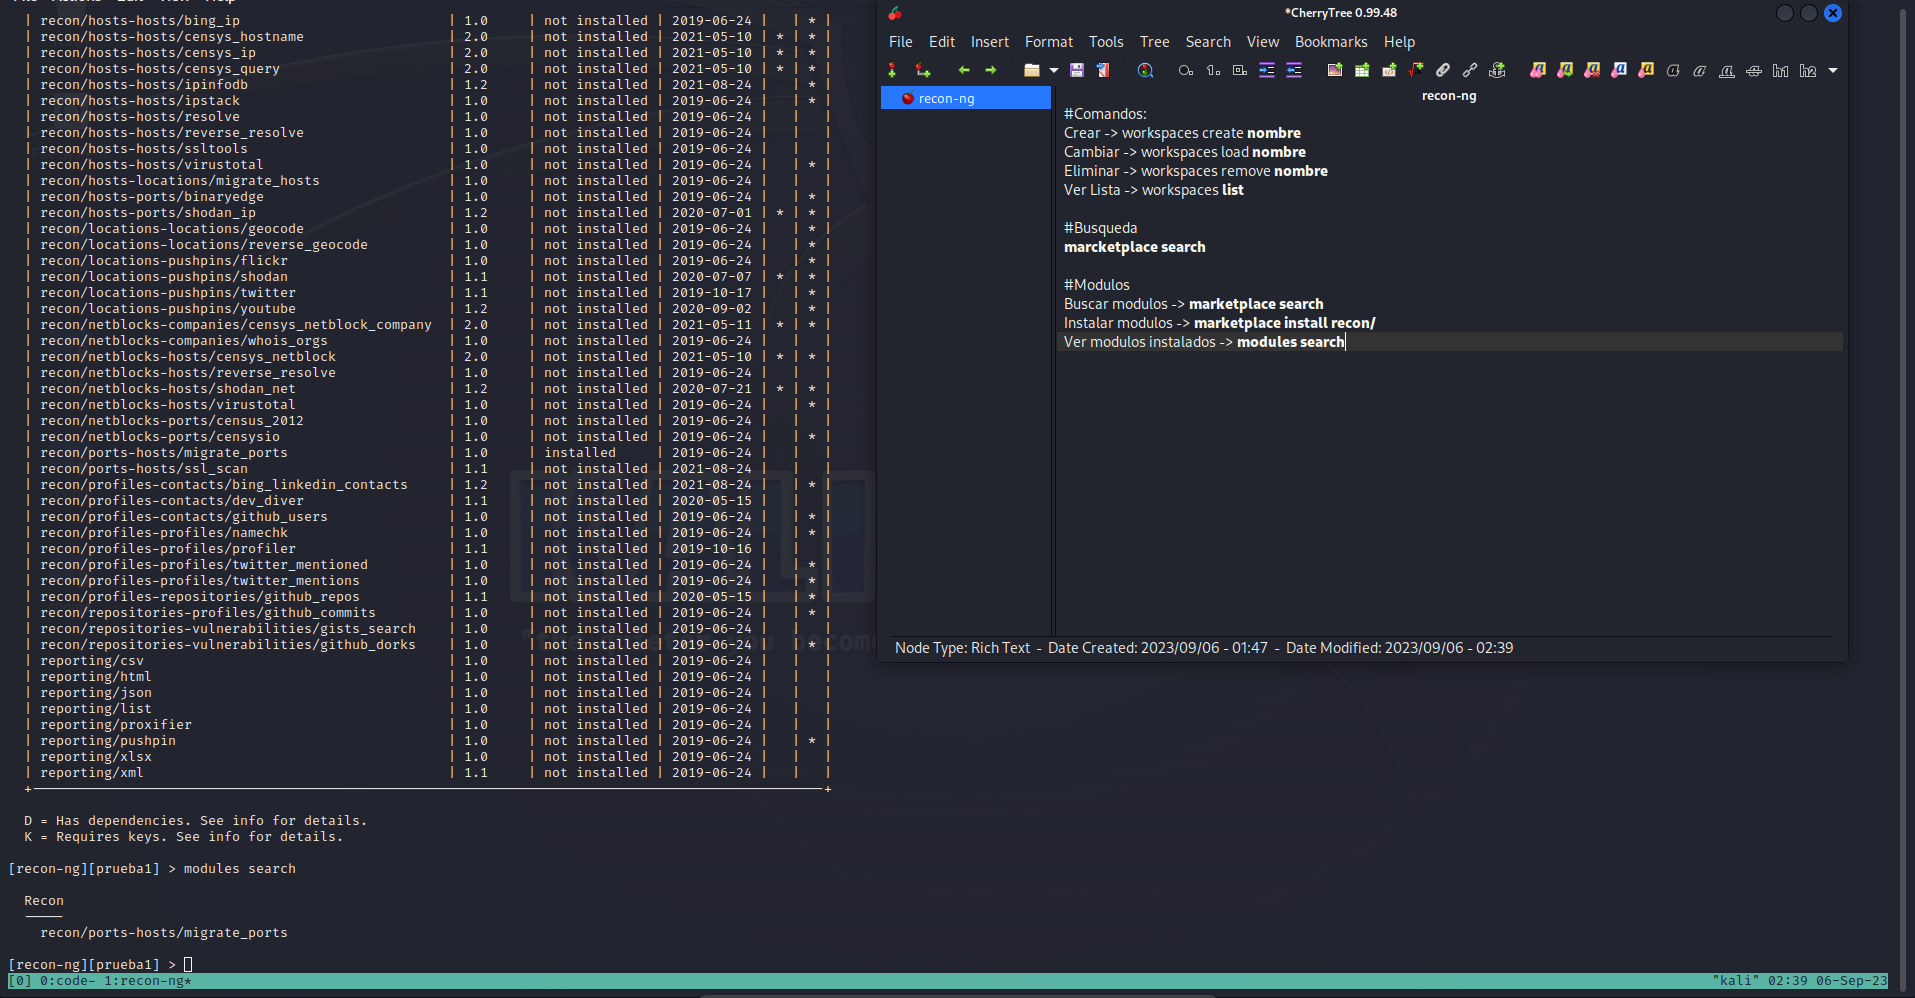 | recon/hosts-hosts/bing_ip | 1.0 | not installed | 2019-06-24 | | * |
| recon/hosts-hosts/censys_hostname | 2.0 | not installed | 2021-05-10 | * | * |
| recon/hosts-hosts/censys_ip | 2.0 | not installed | 2021-05-10 | * | * |
| recon/hosts-hosts/censys_query | 2.0 | not installed | 2021-05-10 | * | * |
| recon/hosts-hosts/ipinfodb | 1.2 | not installed | 2021-08-24 | | * |
| recon/hosts-hosts/ipstack | 1.0 | not installed | 2019-06-24 | | * |
| recon/hosts-hosts/resolve | 1.0 | not installed | 2019-06-24 | | |
| recon/hosts-hosts/reverse_resolve | 1.0 | not installed | 2019-06-24 | | |
| recon/hosts-hosts/ssltools | 1.0 | not installed | 2019-06-24 | | |
| recon/hosts-hosts/virustotal | 1.0 | not installed | 2019-06-24 | | * |
| recon/hosts-locations/migrate_hosts | 1.0 | not installed | 2019-06-24 | | |
| recon/hosts-ports/binaryedge | 1.0 | not installed | 2019-06-24 | | * |
| recon/hosts-ports/shodan_ip | 1.2 | not installed | 2020-07-01 | * | * |
| recon/locations-locations/geocode | 1.0 | not installed | 2019-06-24 | | * |
| recon/locations-locations/reverse_geocode | 1.0 | not installed | 2019-06-24 | | * |
| recon/locations-pushpins/flickr | 1.0 | not installed | 2019-06-24 | | * |
| recon/locations-pushpins/shodan | 1.1 | not installed | 2020-07-07 | * | * |
| recon/locations-pushpins/twitter | 1.1 | not installed | 2019-10-17 | | * |
| recon/locations-pushpins/youtube | 1.2 | not installed | 2020-09-02 | | * |
| recon/netblocks-companies/censys_netblock_company | 2.0 | not installed | 2021-05-11 | * | * |
| recon/netblocks-companies/whois_orgs | 1.0 | not installed | 2019-06-24 | | |
| recon/netblocks-hosts/censys_netblock | 2.0 | not installed | 2021-05-10 | * | * |
| recon/netblocks-hosts/reverse_resolve | 1.0 | not installed | 2019-06-24 | | |
| recon/netblocks-hosts/shodan_net | 1.2 | not installed | 2020-07-21 | * | * |
| recon/netblocks-hosts/virustotal | 1.0 | not installed | 2019-06-24 | | * |
| recon/netblocks-ports/census_2012 | 1.0 | not installed | 2019-06-24 | | |
| recon/netblocks-ports/censysio | 1.0 | not installed | 2019-06-24 | | * |
| recon/ports-hosts/migrate_ports | 1.0 | installed | 2019-06-24 | | |
| recon/ports-hosts/ssl_scan | 1.1 | not installed | 2021-08-24 | | |
| recon/profiles-contacts/bing_linkedin_contacts | 1.2 | not installed | 2021-08-24 | | * |
| recon/profiles-contacts/dev_diver | 1.1 | not installed | 2020-05-15 | | |
| recon/profiles-contacts/github_users | 1.0 | not installed | 2019-06-24 | | * |
| recon/profiles-profiles/namechk | 1.0 | not installed | 2019-06-24 | | * |
| recon/profiles-profiles/profiler | 1.1 | not installed | 2019-10-16 | | |
| recon/profiles-profiles/twitter_mentioned | 1.0 | not installed | 2019-06-24 | | * |
| recon/profiles-profiles/twitter_mentions | 1.0 | not installed | 2019-06-24 | | * |
| recon/profiles-repositories/github_repos | 1.1 | not installed | 2020-05-15 | | * |
| recon/repositories-profiles/github_commits | 1.0 | not installed | 2019-06-24 | | * |
| recon/repositories-vulnerabilities/gists_search | 1.0 | not installed | 2019-06-24 | | |
| recon/repositories-vulnerabilities/github_dorks | 1.0 | not installed | 2019-06-24 | | * |
| reporting/csv | 1.0 | not installed | 2019-06-24 | | |
| reporting/html | 1.0 | not installed | 2019-06-24 | | |
| reporting/json | 1.0 | not installed | 2019-06-24 | | |
| reporting/list | 1.0 | not installed | 2019-06-24 | | |
| reporting/proxifier | 1.0 | not installed | 2019-06-24 | | |
| reporting/pushpin | 1.0 | not installed | 2019-06-24 | | * |
| reporting/xlsx | 1.0 | not installed | 2019-06-24 | | |
| reporting/xml | 1.1 | not installed | 2019-06-24 | | |
D = Has dependencies. See info for details.
K = Requires keys. See info for details.
[recon-ng][prueba1] > modules search
Recon
recon/ports-hosts/migrate_ports
[recon-ng][prueba1] >
[0] 0:code- 1:recon-ng* "kali" 02:39 06-Sep-23
*CherryTree 0.99.48
File Edit Insert Format Tools Tree Search View Bookmarks Help
recon-ng
recon-ng
#Comandos:
Crear -> workspaces create nombre
Cambiar -> workspaces load nombre
Eliminar -> workspaces remove nombre
Ver Lista -> workspaces list
#Busqueda
marcketplace search
#Modulos
Buscar modulos -> marketplace search
Instalar modulos -> marketplace install recon/
Ver modulos instalados -> modules search
Node Type: Rich Text - Date Created: 2023/09/06 - 01:47 - Date Modified: 2023/09/06 - 02:39